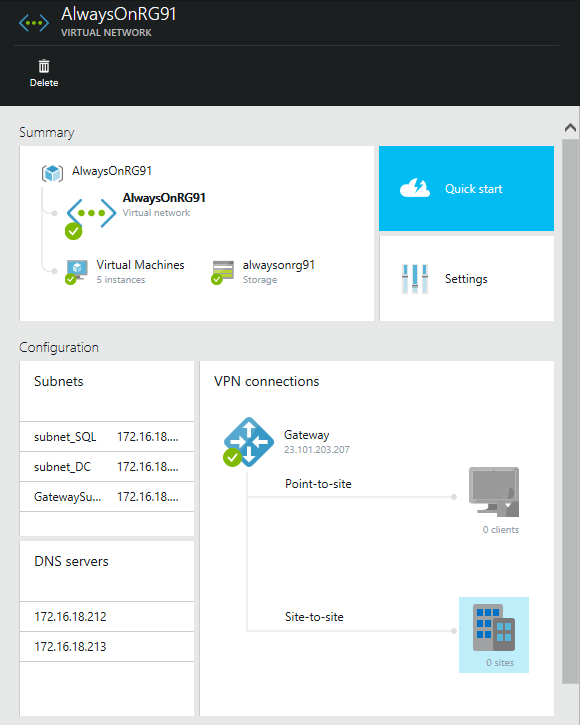 AlwaysOnRG91
VIRTUAL NETWORK
Delete
Summary
AlwaysOnRG91
AlwaysOnRG91
Virtual network
Virtual Machines
5 instances
alwaysonrg91
Storage
Quick start
Settings
Configuration
Subnets
subnet_SQL 172.16.18....
subnet_DC 172.16.18....
GatewaySu... 172.16.18....
DNS servers
172.16.18.212
172.16.18.213
VPN connections
Gateway
23.101.203.207
Point-to-site
0 clients
Site-to-site
0 sites